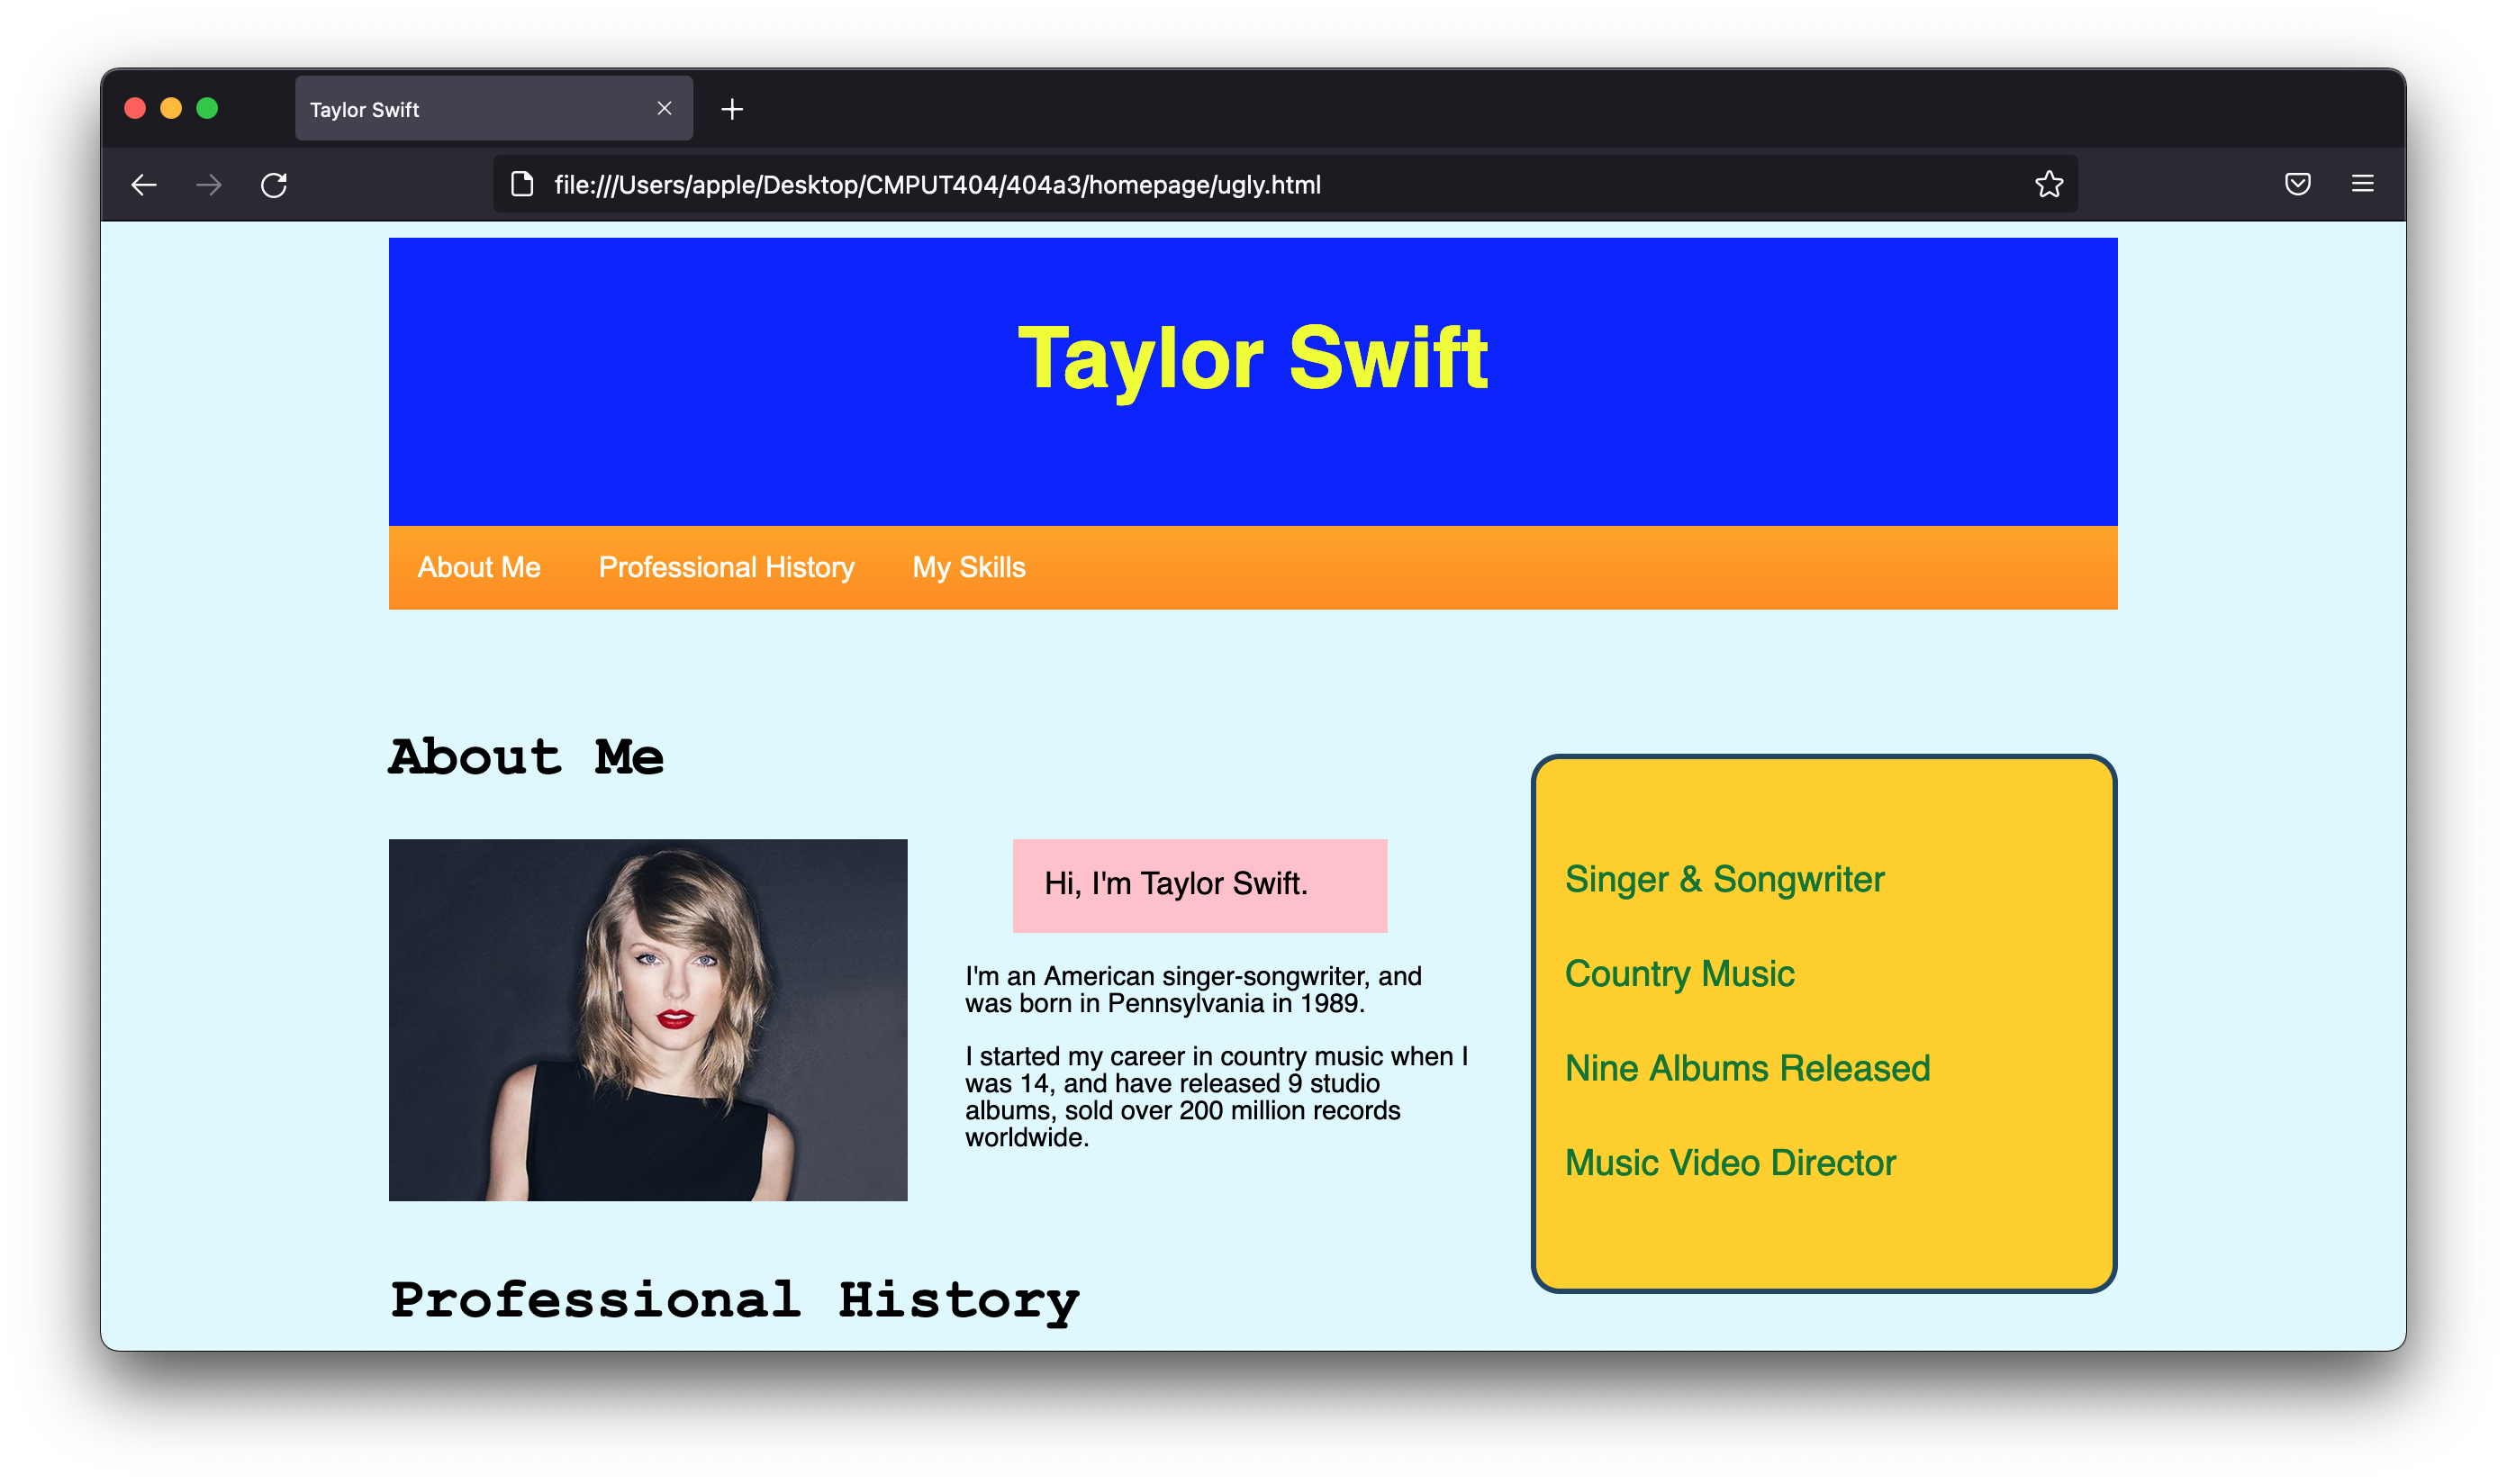 Taylor Swift
file:///Users/apple/Desktop/CMPUT404/404a3/homepage/ugly.html
Taylor Swift
About Me Professional History My Skills
About Me
Hi, I'm Taylor Swift.
I'm an American singer-songwriter, and
was born in Pennsylvania in 1989.
I started my career in country music when I
was 14, and have released 9 studio
albums, sold over 200 million records
worldwide.
Singer & Songwriter
Country Music
Nine Albums Released
Music Video Director
Professional History